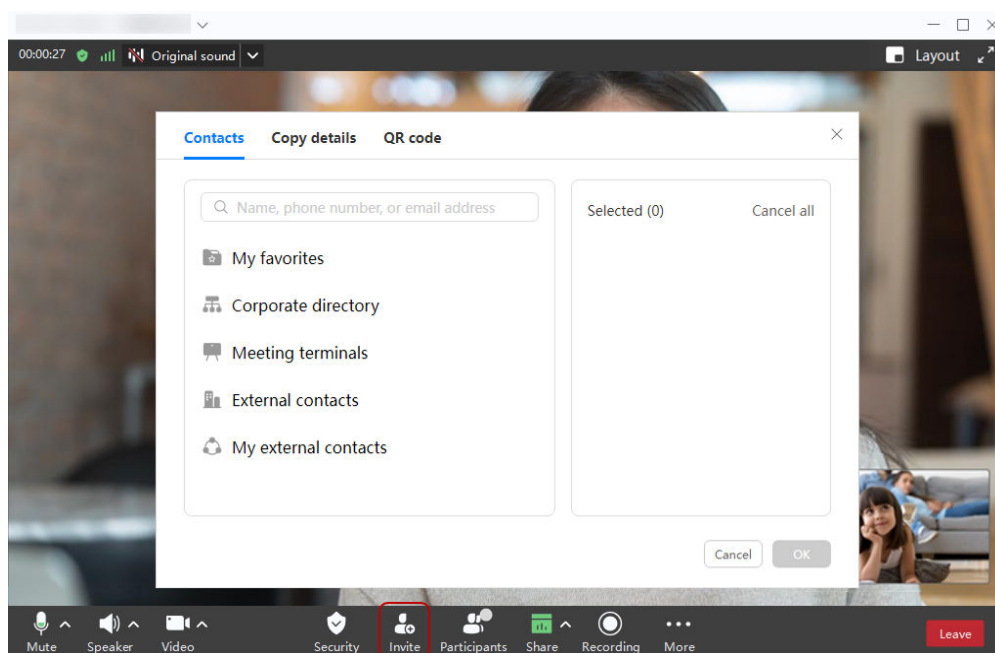 00:00:27 Original sound Layout
Contacts Copy details QR code
Name, phone number, or email address
Selected (0) Cancel all
My favorites
Corporate directory
Meeting terminals
External contacts
My external contacts
Cancel OK
Mute Speaker Video Security Invite Participants Share Recording More Leave